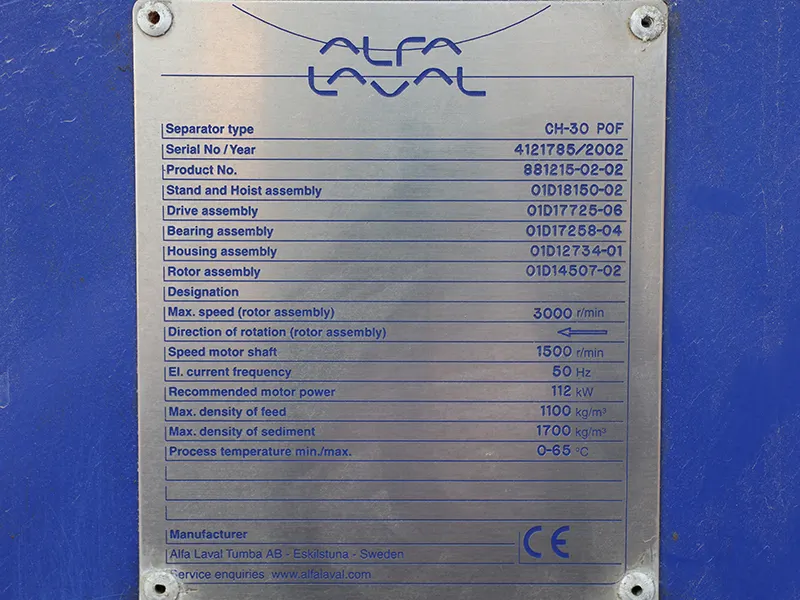 ALFA
LAVAL
Separator type CH-30 POF
Serial No / Year 4121785/2002
Product No. 881215-02-02
Stand and Hoist assembly 01D18150-02
Drive assembly 01D17725-06
Bearing assembly 01D17258-04
Housing assembly 01D12734-01
Rotor assembly 01D14507-02
Designation
Max. speed (rotor assembly) 3000 r/min
Direction of rotation (rotor assembly)
Speed motor shaft 1500 r/min
El. current frequency 50 Hz
Recommended motor power 112 kW
Max. density of feed 1100 kg/m³
Max. density of sediment 1700 kg/m³
Process temperature min./max. 0-65 °C
Manufacturer
Alfa Laval Tumba AB - Eskilstuna - Sweden CE
Service enquiries www.alfalaval.com